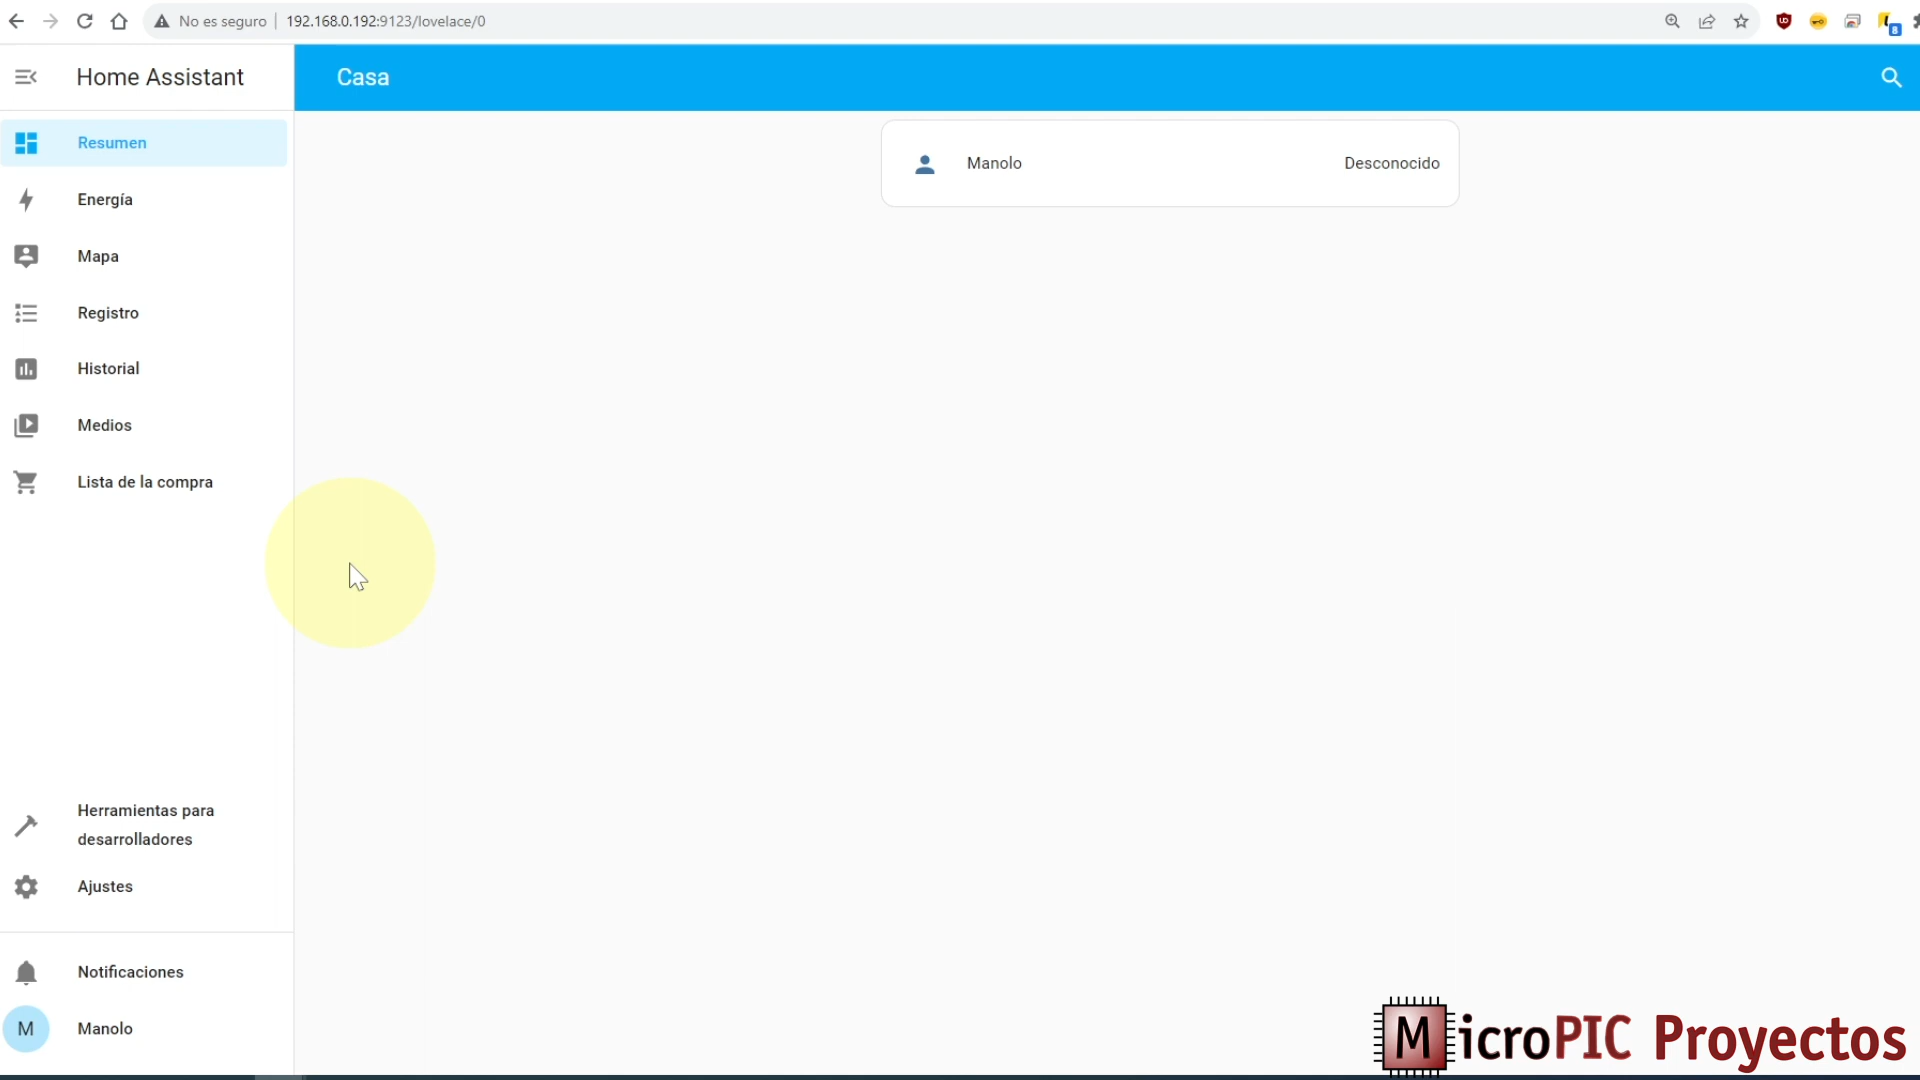 No es seguro
192.168.0.192:9123/lovelace/0
8
Home Assistant
Casa
Resumen
Manolo
Desconocido
Energía
Mapa
Registro
Historial
Medios
Lista de la compra
Herramientas para
desarrolladores
Ajustes
Notificaciones
M
Manolo
MicroPIC Proyectos